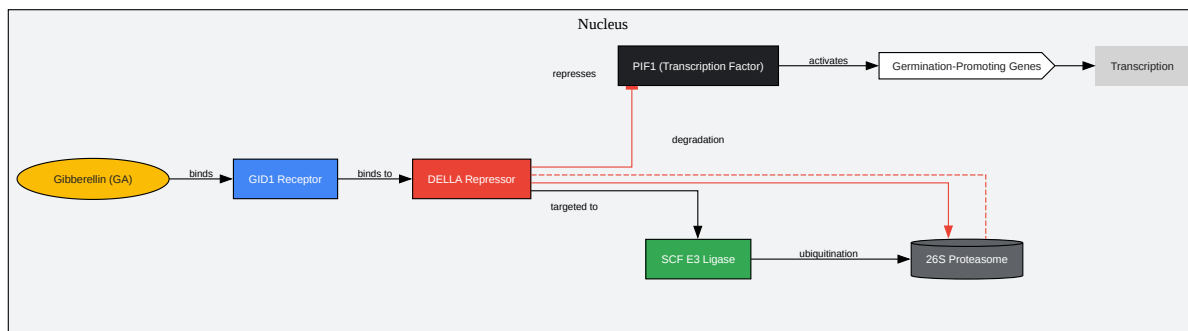 Nucleus
represses
PIF1 (Transcription Factor)
activates
Germination-Promoting Genes
Transcription
degradation
Gibberellin (GA)
binds
GID1 Receptor
binds to
DELLA Repressor
targeted to
SCF E3 Ligase
ubiquitination
26S Proteasome